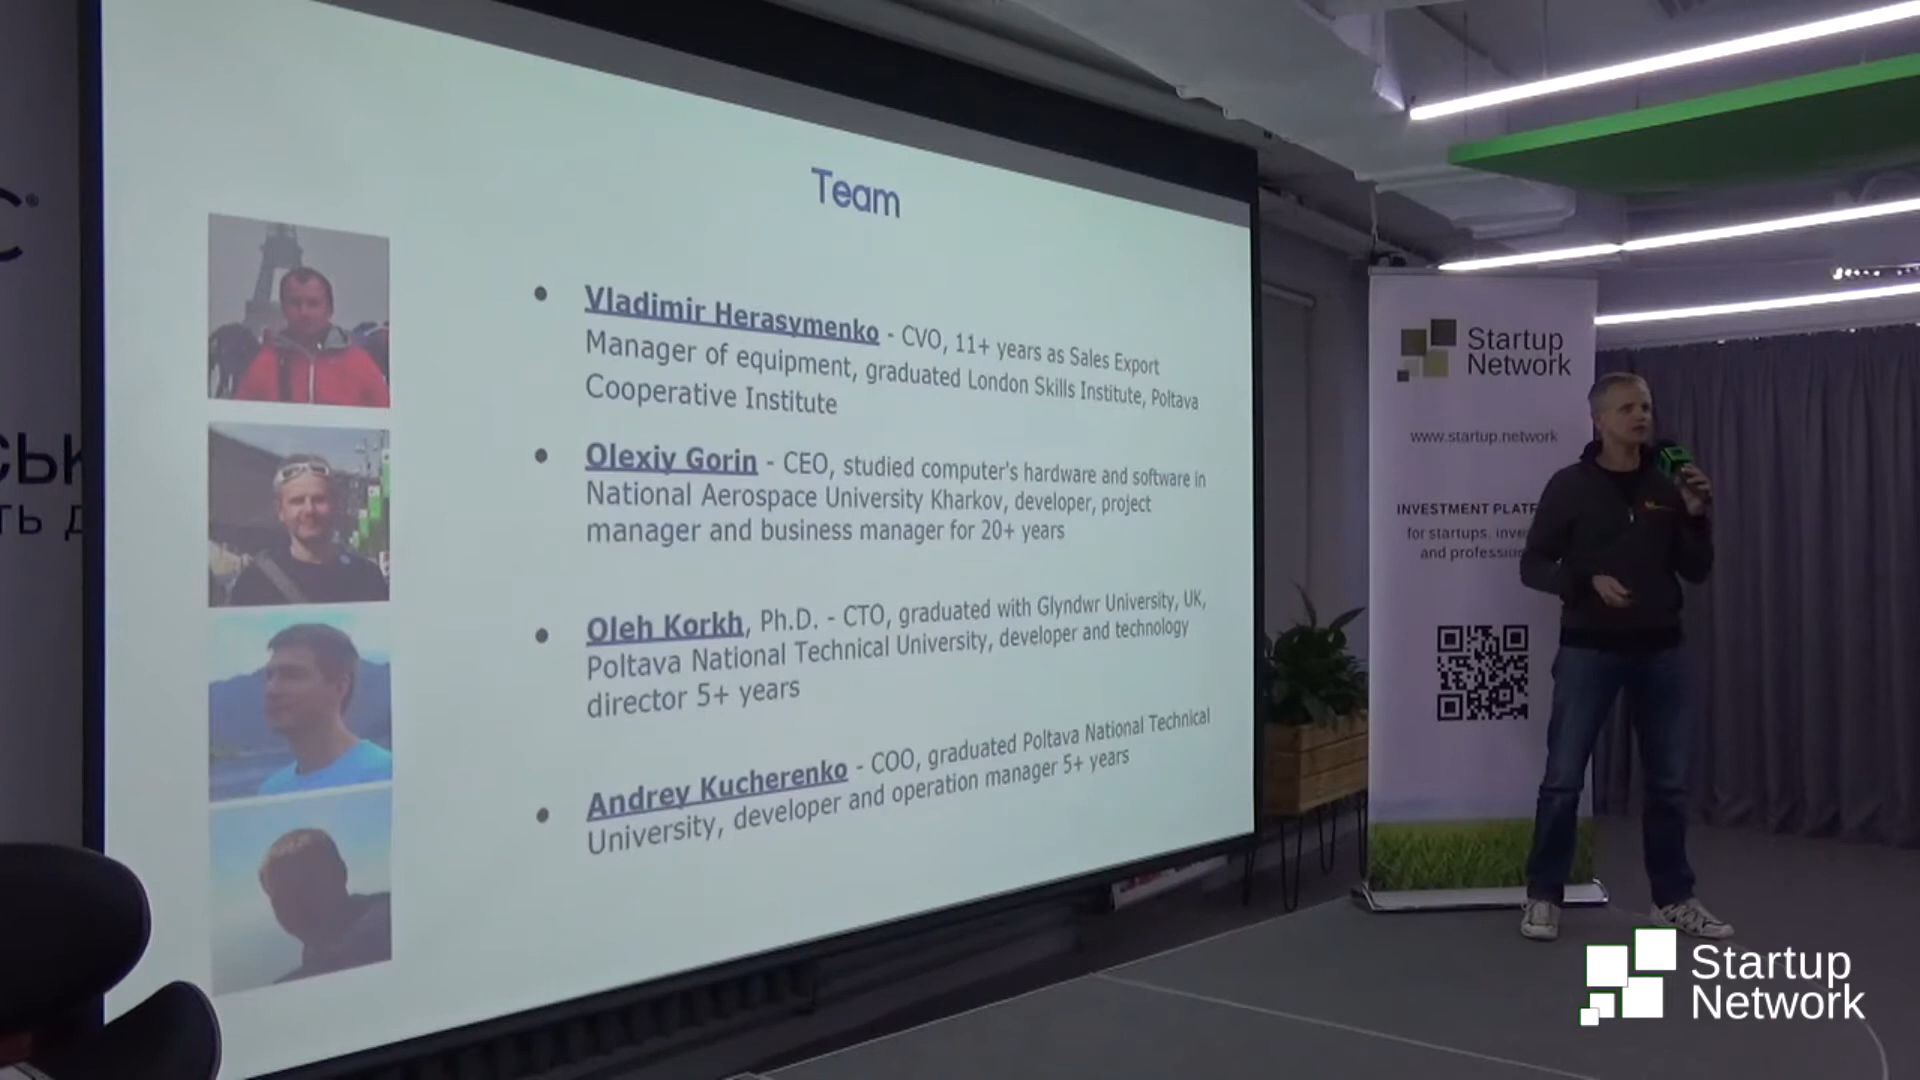 Team
Vladimir Herasymenko - CVO, 11+ years as Sales Export
Manager of equipment, graduated London Skills Institute, Poltava
Cooperative Institute
Olexiy Gorin - CEO, studied computer's hardware and software in
National Aerospace University Kharkov, developer, project
manager and business manager for 20+ years
Oleh Korkh, Ph.D. - CTO, graduated with Glyndwr University, UK,
Poltava National Technical University, developer and technology
director 5+ years
Andrey Kucherenko - COO, graduated Poltava National Technical
University, developer and operation manager 5+ years
Startup
Network
www.startup.network
INVESTMENT
for startups,
and
Startup
Network